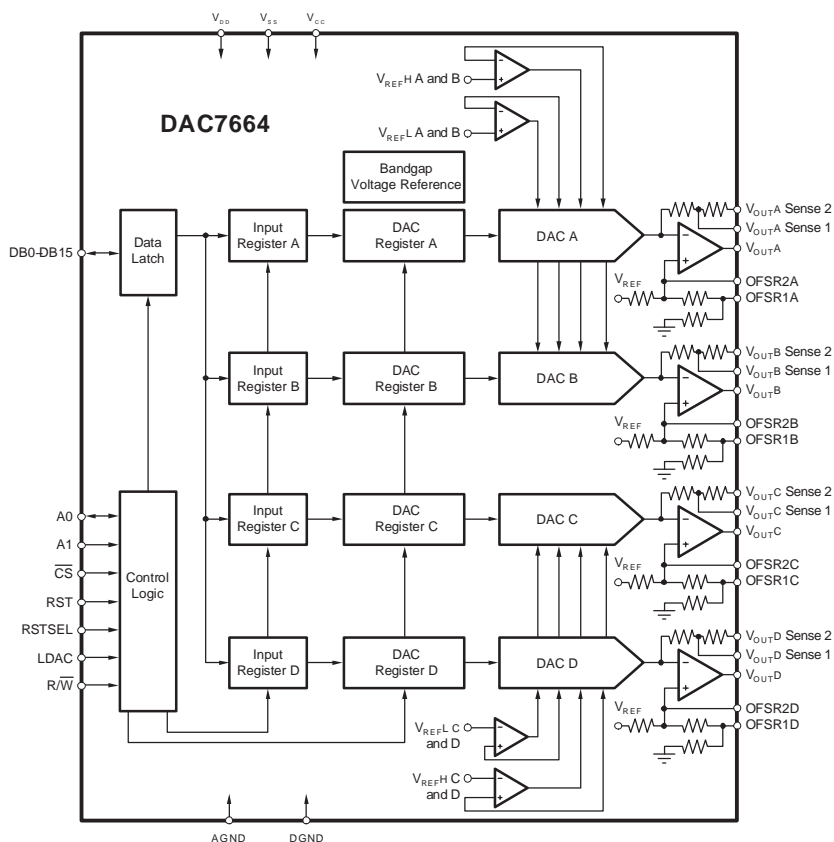 VDD
VSS
VCC
DAC7664
VREFH A and B
VREFL A and B
Bandgap
Voltage Reference
DB0-DB15
Data
Latch
Input
Register A
DAC
Register A
DAC A
VOUTA Sense 2
VOUTA Sense 1
VOUTA
VREF
OFSR2A
OFSR1A
Input
Register B
DAC
Register B
DAC B
VOUTB Sense 2
VOUTB Sense 1
VOUTB
VREF
OFSR2B
OFSR1B
A0
A1
CS
RST
RSTSEL
LDAC
R/W
Control
Logic
Input
Register C
DAC
Register C
DAC C
VOUTC Sense 2
VOUTC Sense 1
VOUTC
VREF
OFSR2C
OFSR1C
Input
Register D
DAC
Register D
DAC D
VOUTD Sense 2
VOUTD Sense 1
VOUTD
VREF
OFSR2D
OFSR1D
VREFL C
and D
VREFH C
and D
AGND
DGND